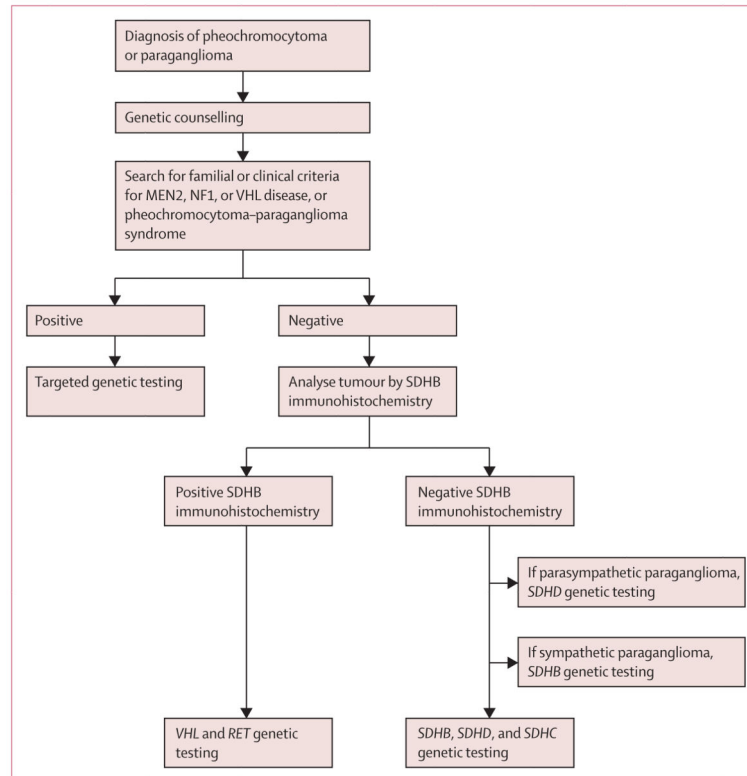 Diagnosis of pheochromocytoma
or paraganglioma
Genetic counselling
Search for familial or clinical criteria
for MEN2, NF1, or VHL disease, or
pheochromocytoma–paraganglioma
syndrome
Positive
Negative
Targeted genetic testing
Analyse tumour by SDHB
immunohistochemistry
Positive SDHB
immunohistochemistry
Negative SDHB
immunohistochemistry
If parasympathetic paraganglioma,
SDHD genetic testing
If sympathetic paraganglioma,
SDHB genetic testing
VHL and RET genetic
testing
SDHB, SDHD, and SDHC
genetic testing